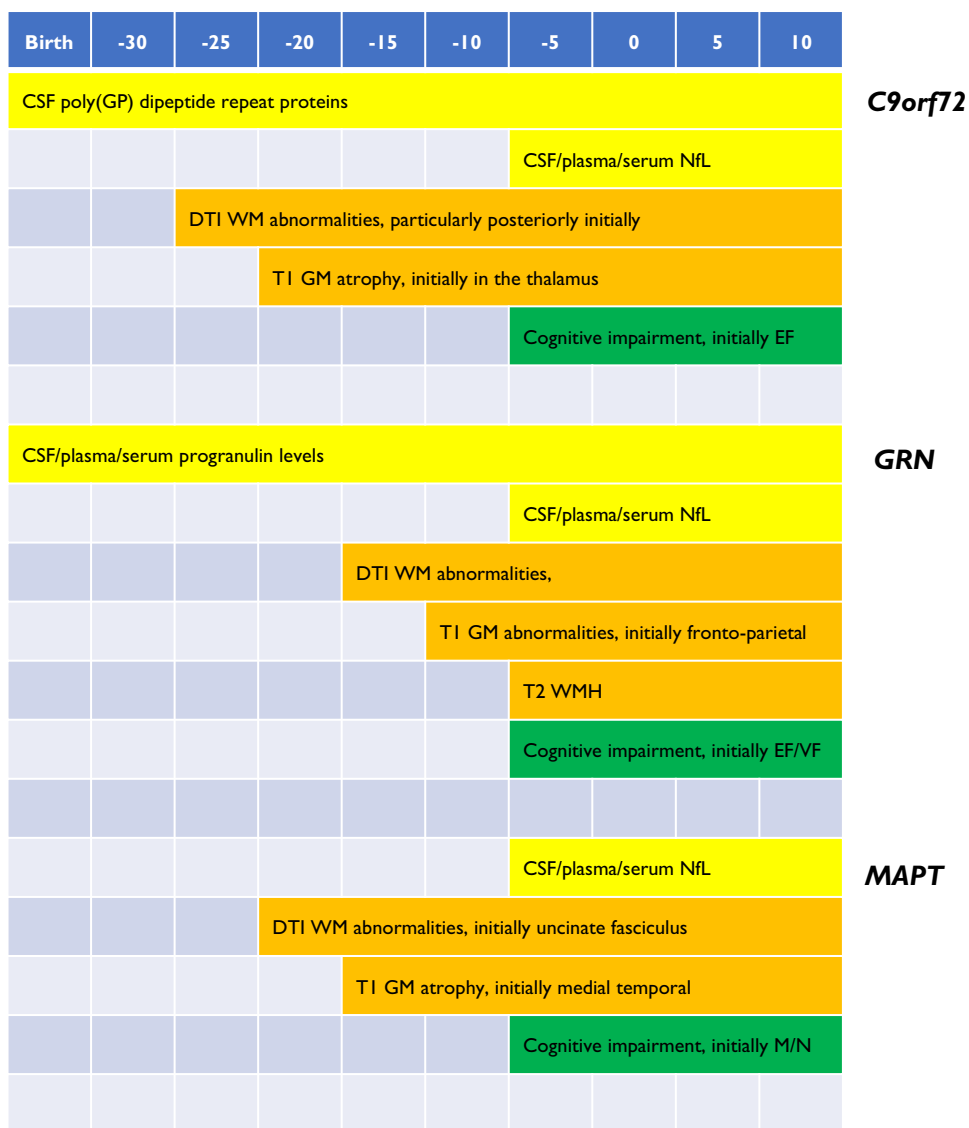 Birth -30 -25 -20 -15 -10 -5 0 5 10
CSF poly(GP) dipeptide repeat proteins
C9orf72
CSF/plasma/serum NfL
DTI WM abnormalities, particularly posteriorly initially
T1 GM atrophy, initially in the thalamus
Cognitive impairment, initially EF
CSF/plasma/serum progranulin levels
GRN
CSF/plasma/serum NfL
DTI WM abnormalities,
T1 GM abnormalities, initially fronto-parietal
T2 WMH
Cognitive impairment, initially EF/VF
CSF/plasma/serum NfL
MAPT
DTI WM abnormalities, initially uncinate fasciculus
T1 GM atrophy, initially medial temporal
Cognitive impairment, initially M/N